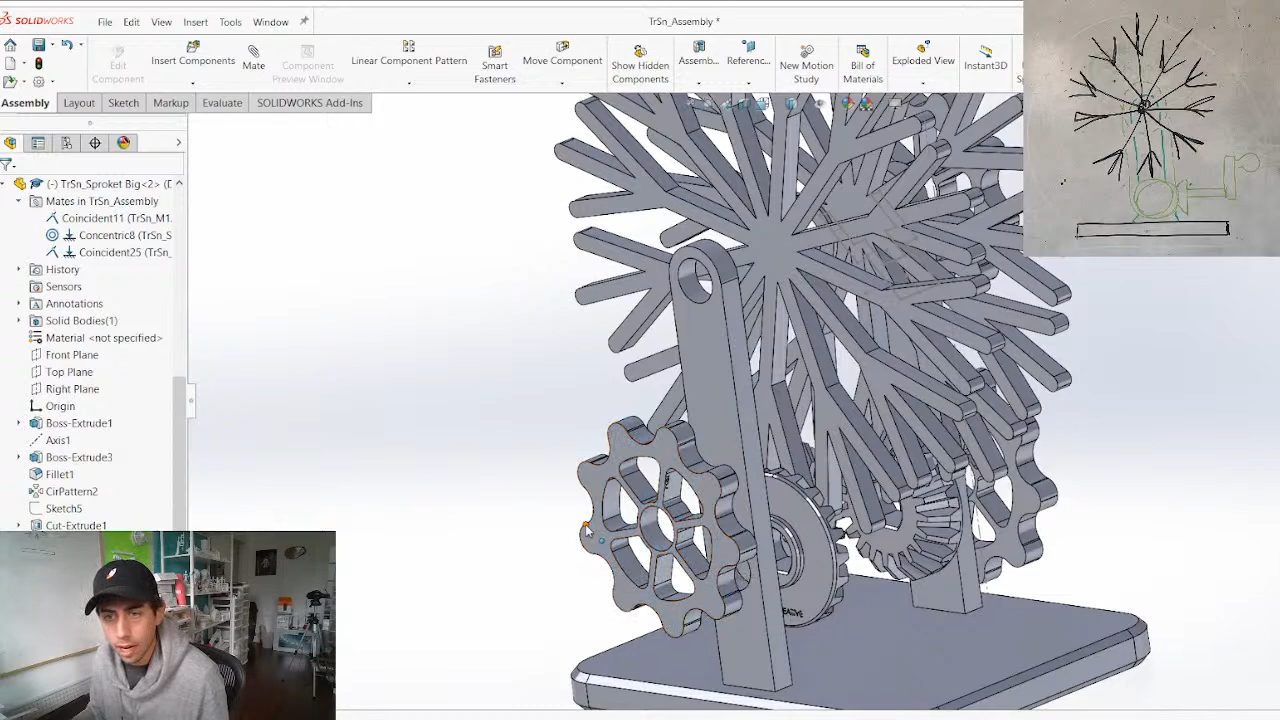 SOLIDWORKS File Edit View Insert Tools Window TrSn_Assembly *
Edit Component
Insert Components
Mate
Component Preview Window
Linear Component Pattern
Smart Fasteners
Move Component
Show Hidden Components
Assemb...
Referenc...
New Motion Study
Bill of Materials
Exploded View
Instant3D
Assembly Layout Sketch Markup Evaluate SOLIDWORKS Add-Ins
(-) TrSn_Sproket Big<2> (D
Mates in TrSn_Assembly
Coincident11 (TrSn_M1.
Concentric8 (TrSn_S
Coincident25 (TrSn_
History
Sensors
Annotations
Solid Bodies(1)
Material <not specified>
Front Plane
Top Plane
Right Plane
Origin
Boss-Extrude1
Axis1
Boss-Extrude3
Fillet1
CirPattern2
Sketch5
Cut-Extrude1